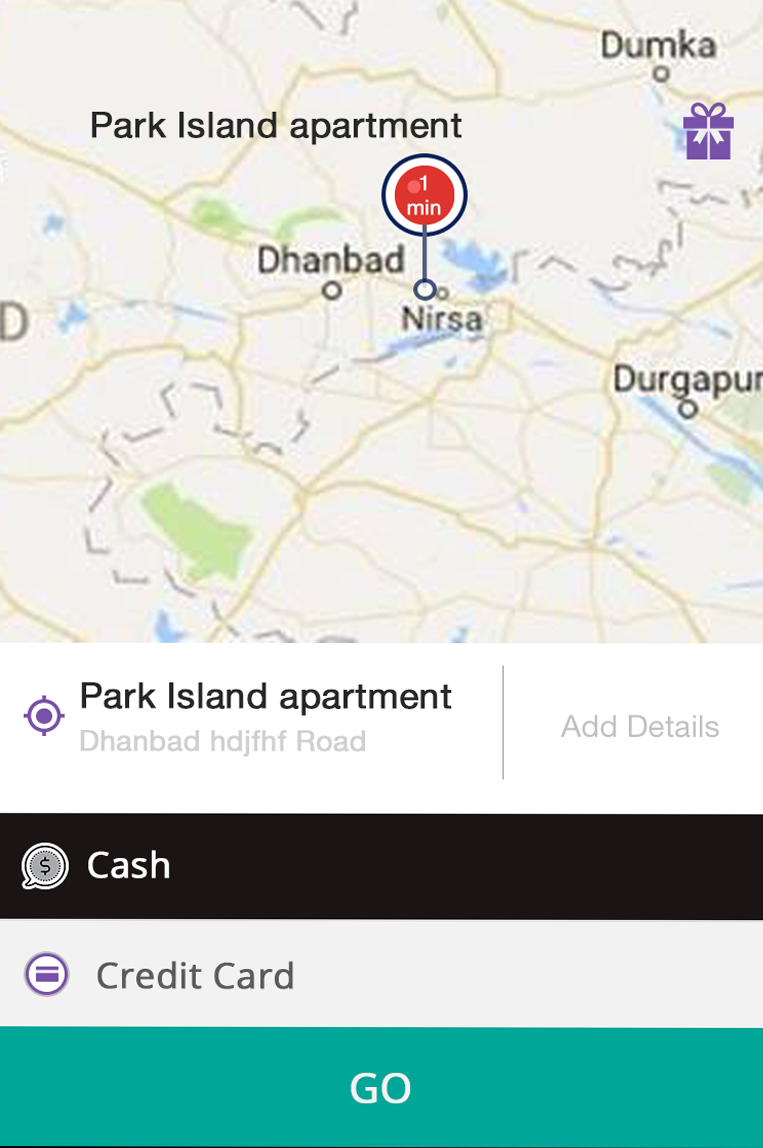 Dumka
Park Island apartment
1
min
Dhanbad
D
Nirsa
Durgapur
Park Island apartment
Dhanbad hdjfhf Road
Add Details
$
Cash
Credit Card
GO